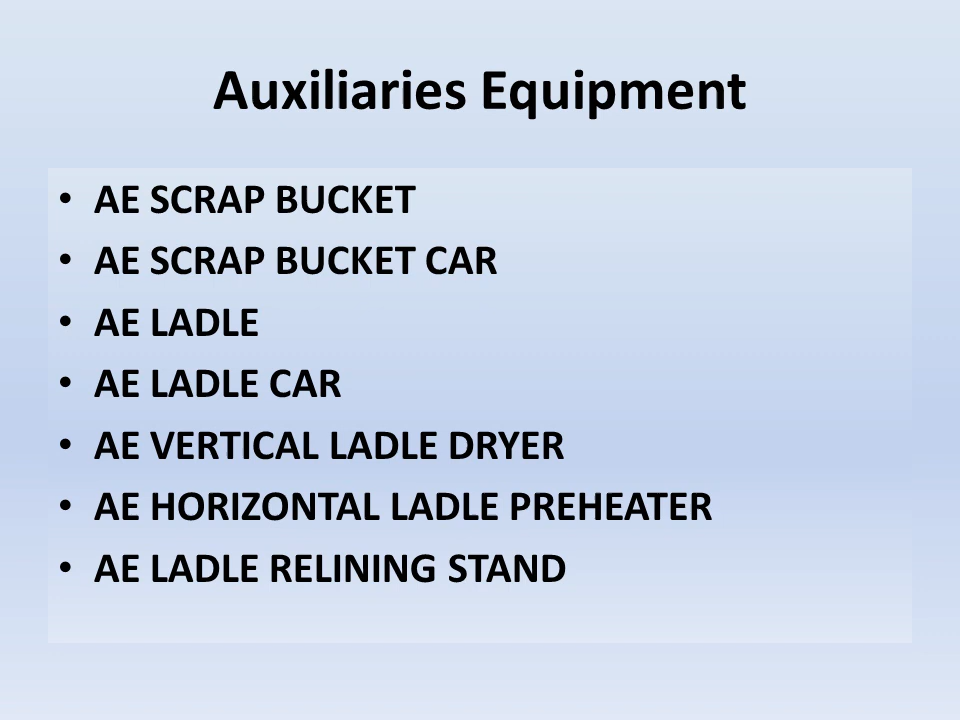 Auxiliaries Equipment
• AE SCRAP BUCKET
• AE SCRAP BUCKET CAR
• AE LADLE
• AE LADLE CAR
• AE VERTICAL LADLE DRYER
• AE HORIZONTAL LADLE PREHEATER
• AE LADLE RELINING STAND